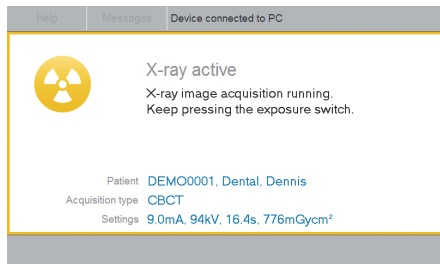 Help Messages Device connected to PC
X-ray active
X-ray image acquisition running.
Keep pressing the exposure switch.
Patient DEMO0001, Dental, Dennis
Acquisition type CBCT
Settings 9.0mA, 94kV, 16.4s, 776mGycm²